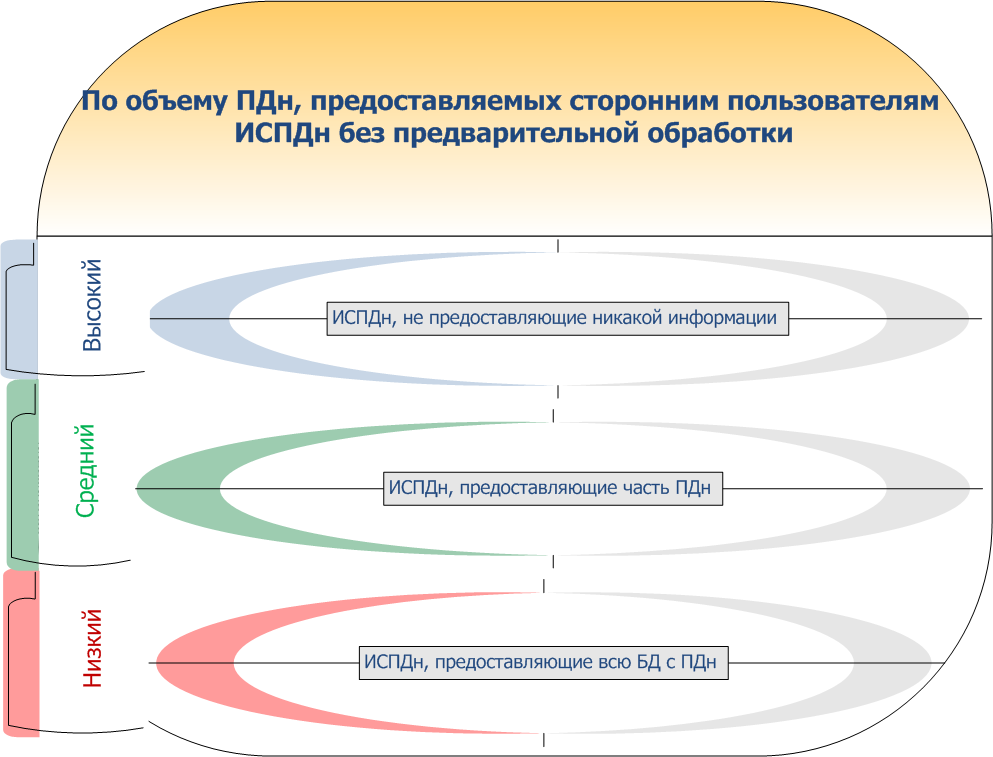 По объему ПДн, предоставляемых сторонним пользователям
ИСПДн без предварительной обработки
Высокий
ИСПДн, не предоставляющие никакой информации
Средний
ИСПДн, предоставляющие часть ПДн
Низкий
ИСПДн, предоставляющие всю БД с ПДн